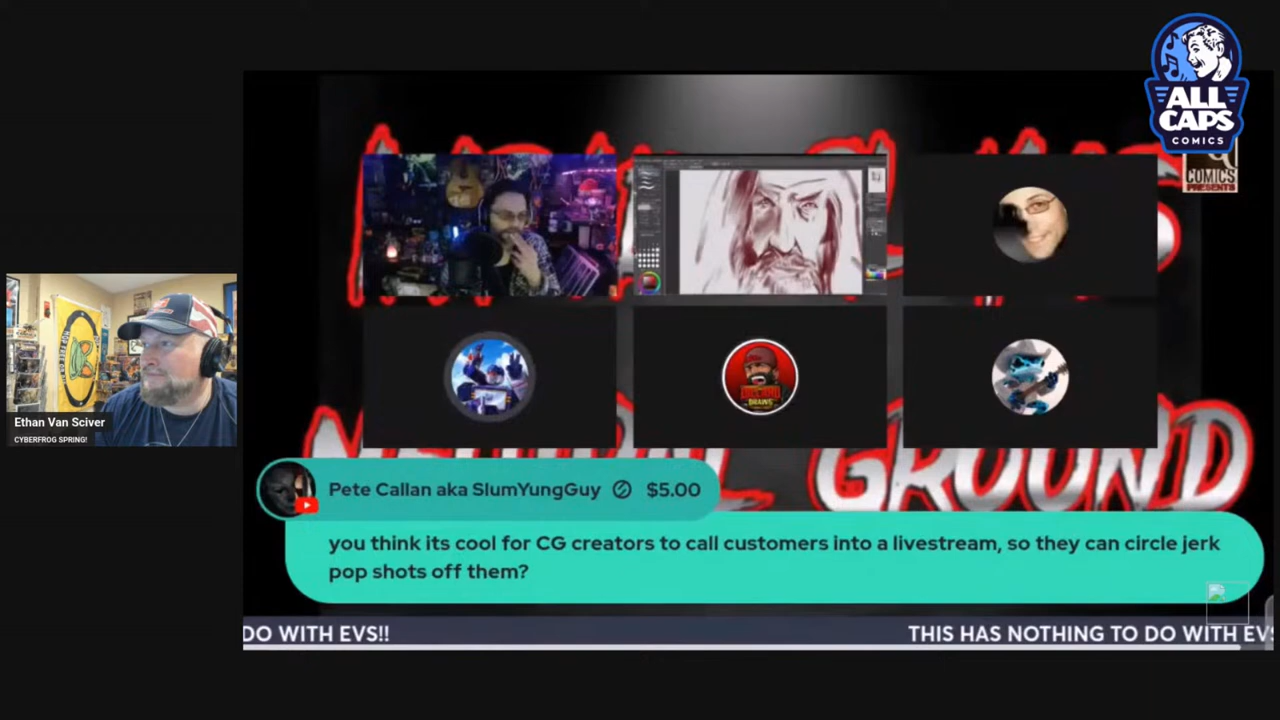 ALL
CAPS
COMICS
COMICS
PRESENTS
Ethan Van Sciver
CYBERFROG SPRING!
GROUND
Pete Callan aka SlumYungGuy $5.00
you think its cool for CG creators to call customers into a livestream, so they can circle jerk
pop shots off them?
DO WITH EVS!! THIS HAS NOTHING TO DO WITH EVS